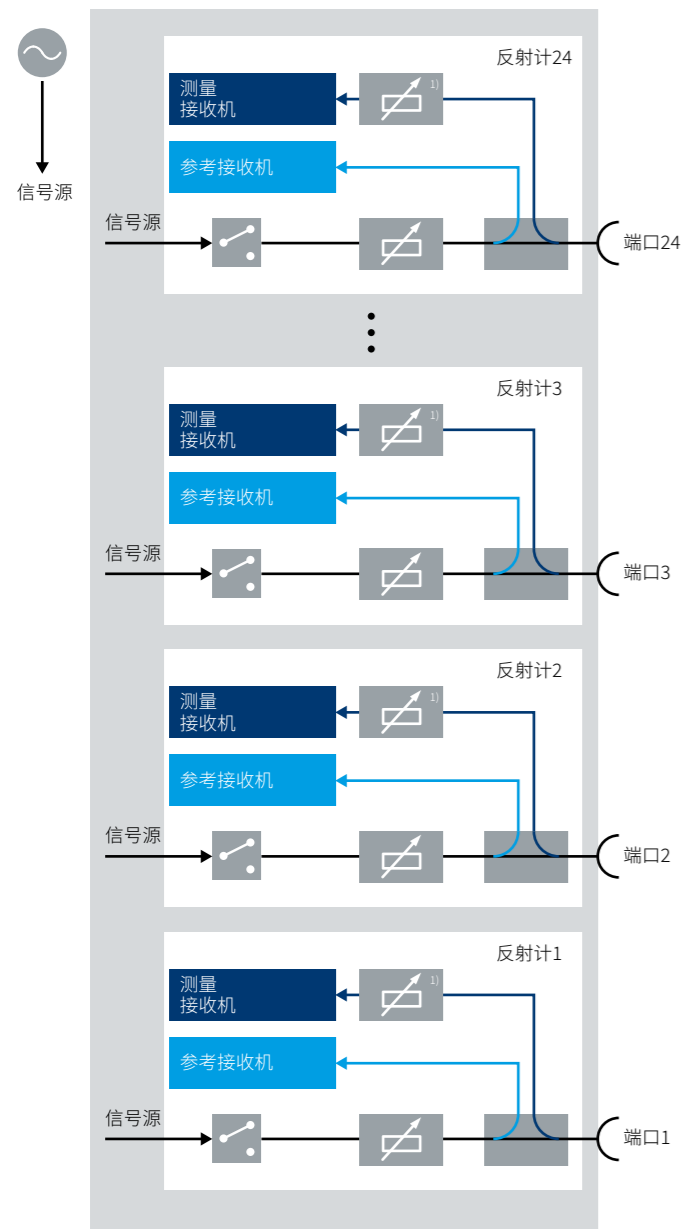 反射计24
测量
接收机
1)
参考接收机
信号源
信号源
端口24
反射计3
测量
接收机
1)
参考接收机
信号源
端口3
反射计2
测量
接收机
1)
参考接收机
信号源
端口2
反射计1
测量
接收机
1)
参考接收机
信号源
端口1